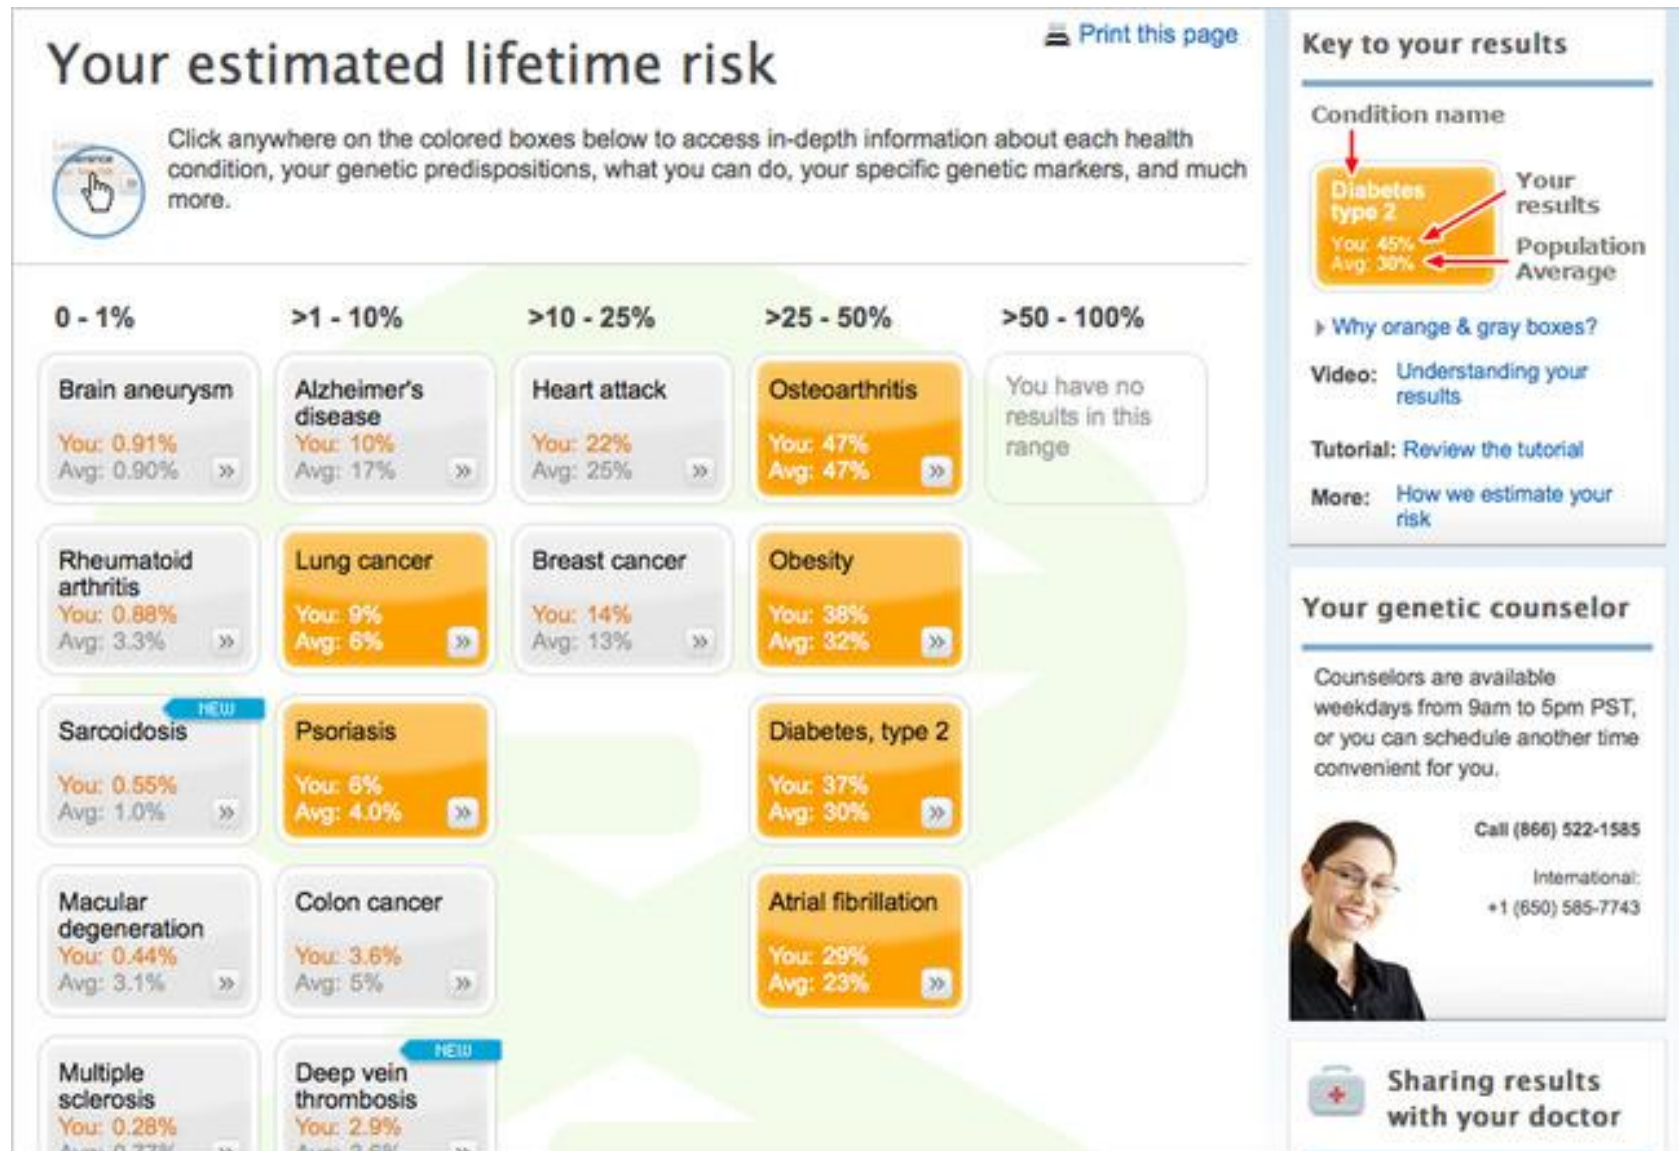 Your estimated lifetime risk
Print this page
Click anywhere on the colored boxes below to access in-depth information about each health
condition, your genetic predispositions, what you can do, your specific genetic markers, and much
more.
0 - 1%
>1 - 10%
>10 - 25%
>25 - 50%
>50 - 100%
Brain aneurysm
You: 0.91%
Avg: 0.90%
Alzheimer's
disease
You: 10%
Avg: 17%
Heart attack
You: 22%
Avg: 25%
Osteoarthritis
You: 47%
Avg: 47%
You have no
results in this
range
Rheumatoid
arthritis
You: 0.88%
Avg: 3.3%
Lung cancer
You: 9%
Avg: 6%
Breast cancer
You: 14%
Avg: 13%
Obesity
You: 38%
Avg: 32%
NEW
Sarcoidosis
You: 0.55%
Avg: 1.0%
Psoriasis
You: 6%
Avg: 4.0%
Diabetes, type 2
You: 37%
Avg: 30%
Macular
degeneration
You: 0.44%
Avg: 3.1%
Colon cancer
You: 3.6%
Avg: 5%
Atrial fibrillation
You: 29%
Avg: 23%
Multiple
sclerosis
You: 0.28%
NEW
Deep vein
thrombosis
You: 2.9%
Key to your results
Condition name
Diabetes
type 2
You: 45%
Avg: 30%
Your
results
Population
Average
Why orange & gray boxes?
Video: Understanding your
results
Tutorial: Review the tutorial
More: How we estimate your
risk
Your genetic counselor
Counselors are available
weekdays from 9am to 5pm PST,
or you can schedule another time
convenient for you.
Call (866) 522-1585
International:
+1 (650) 585-7743
Sharing results
with your doctor